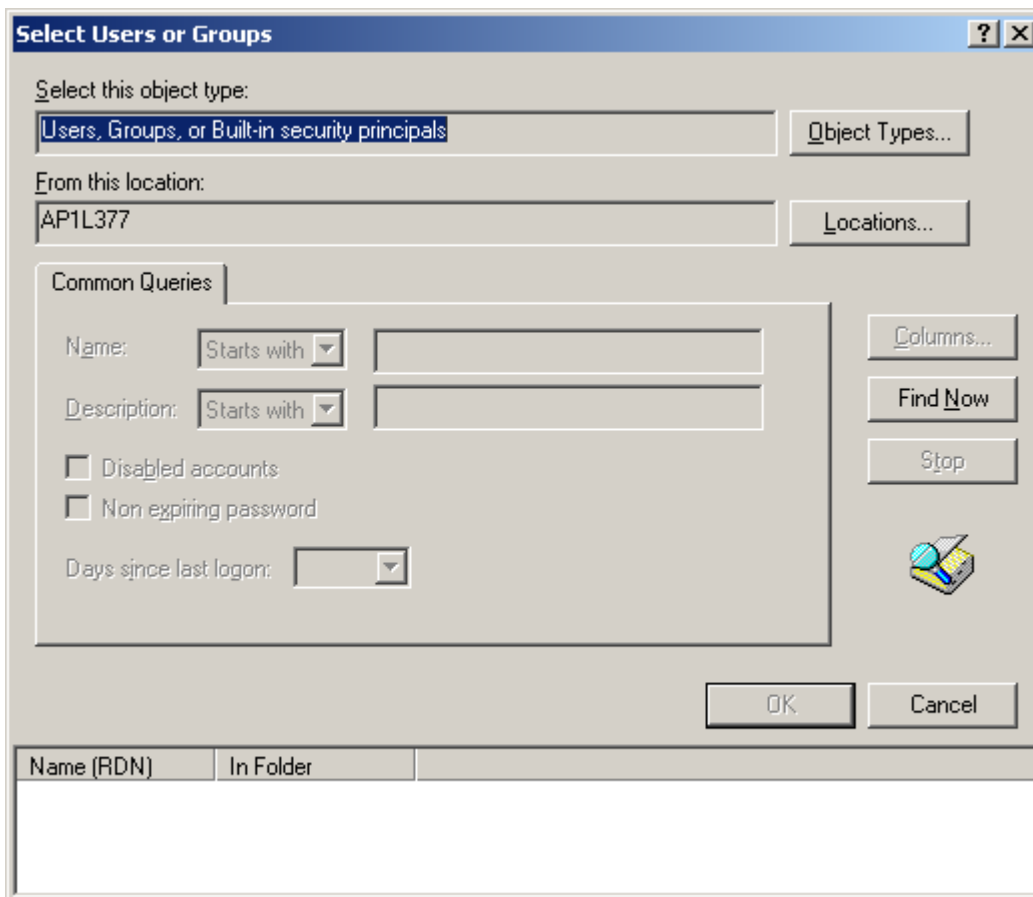 Select Users or Groups
Select this object type:
Users, Groups, or Built-in security principals
Object Types...
From this location:
AP1L377
Locations...
Common Queries
Name: Starts with
Description: Starts with
Disabled accounts
Non expiring password
Days since last logon:
Columns...
Find Now
Stop
OK Cancel
Name (RDN) In Folder